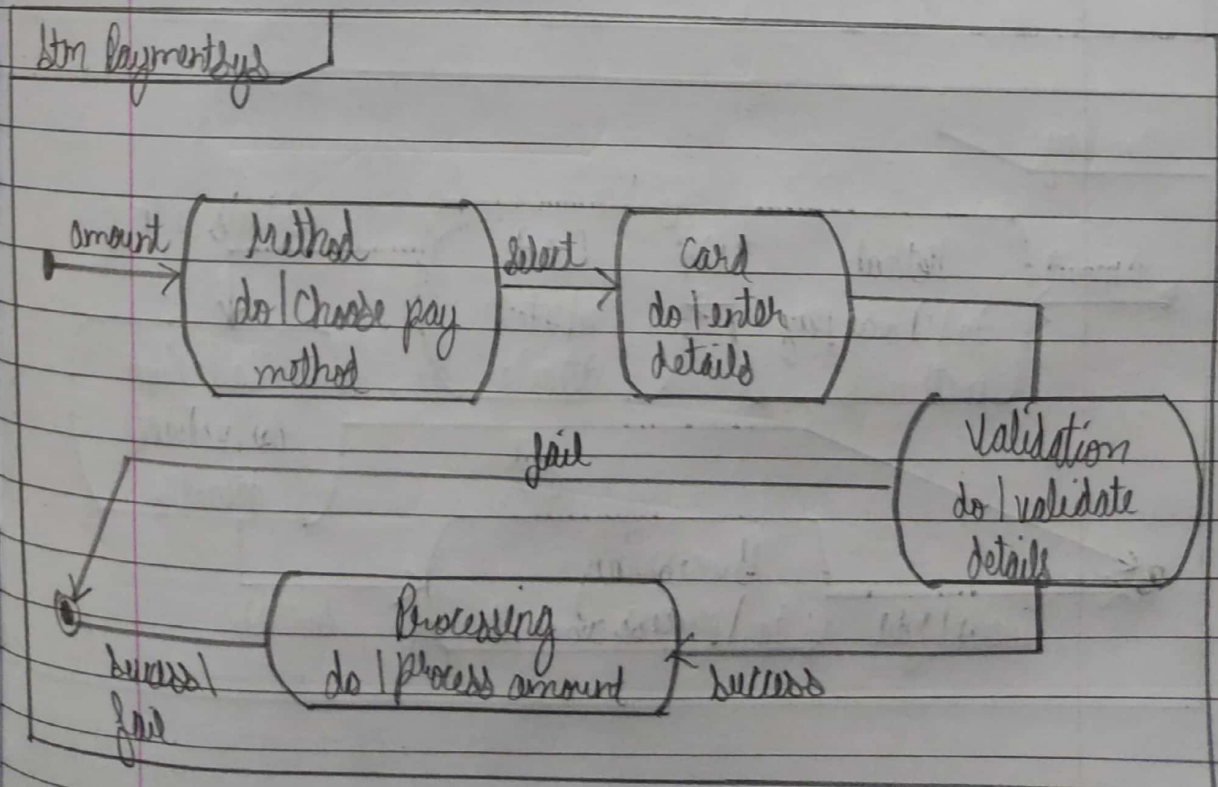 stm Paymentsys
amount
Method
do/Choose pay
method
select
Card
do/enter
details
Validation
do/validate
details
fail
Processing
do/process amount
success
success/
fail